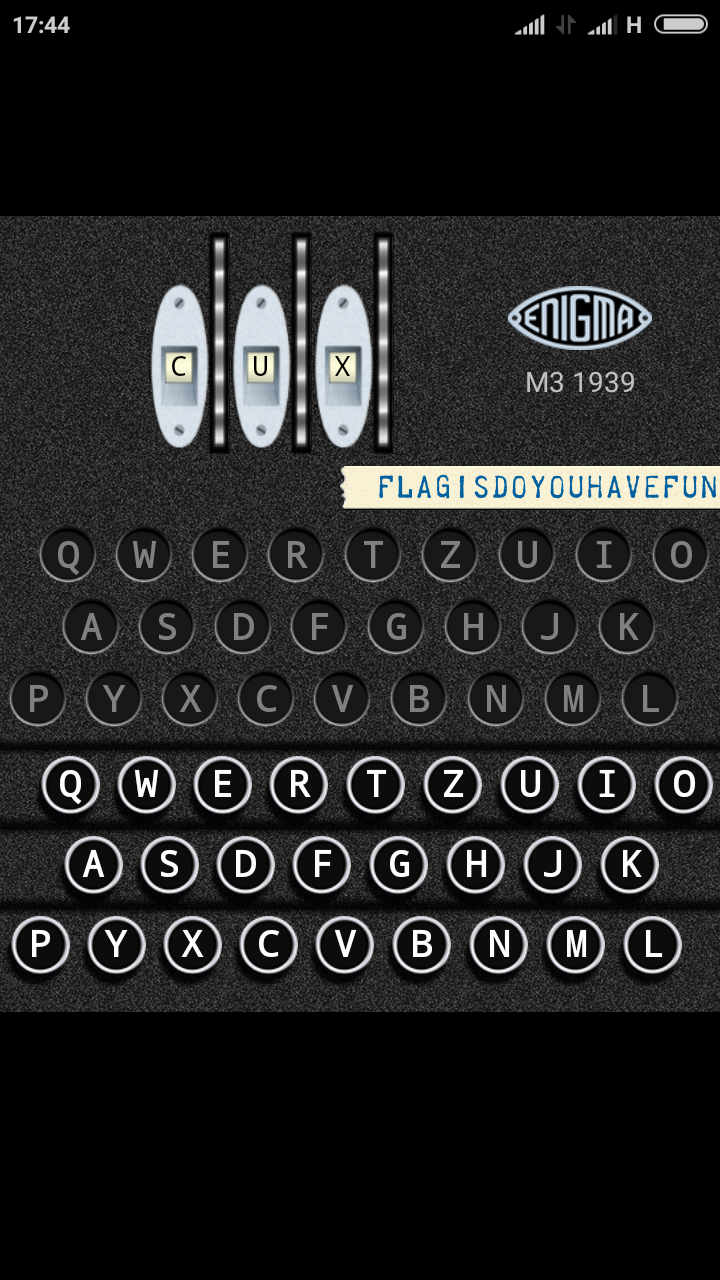 17:44 H
C U X
ENIGMA
M3 1939
FLAGISDOYOUHAVEFUN
Q W E R T Z U I O
A S D F G H J K
P Y X C V B N M L
Q W E R T Z U I O
A S D F G H J K
P Y X C V B N M L